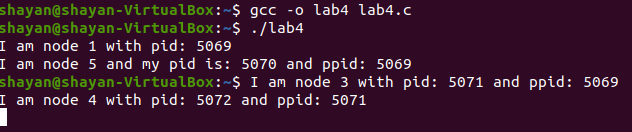 shayan@shayan-VirtualBox:~$ gcc -o lab4 lab4.c
shayan@shayan-VirtualBox:~$ ./lab4
I am node 1 with pid: 5069
I am node 5 and my pid is: 5070 and ppid: 5069
shayan@shayan-VirtualBox:~$ I am node 3 with pid: 5071 and ppid: 5069
I am node 4 with pid: 5072 and ppid: 5071